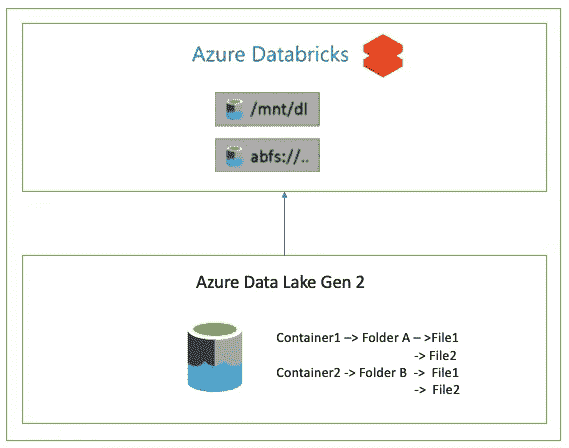 Azure Databricks
/mnt/dl
abfs://..
Azure Data Lake Gen 2
Container1 –> Folder A – >File1
-> File2
Container2 -> Folder B -> File1
-> File2